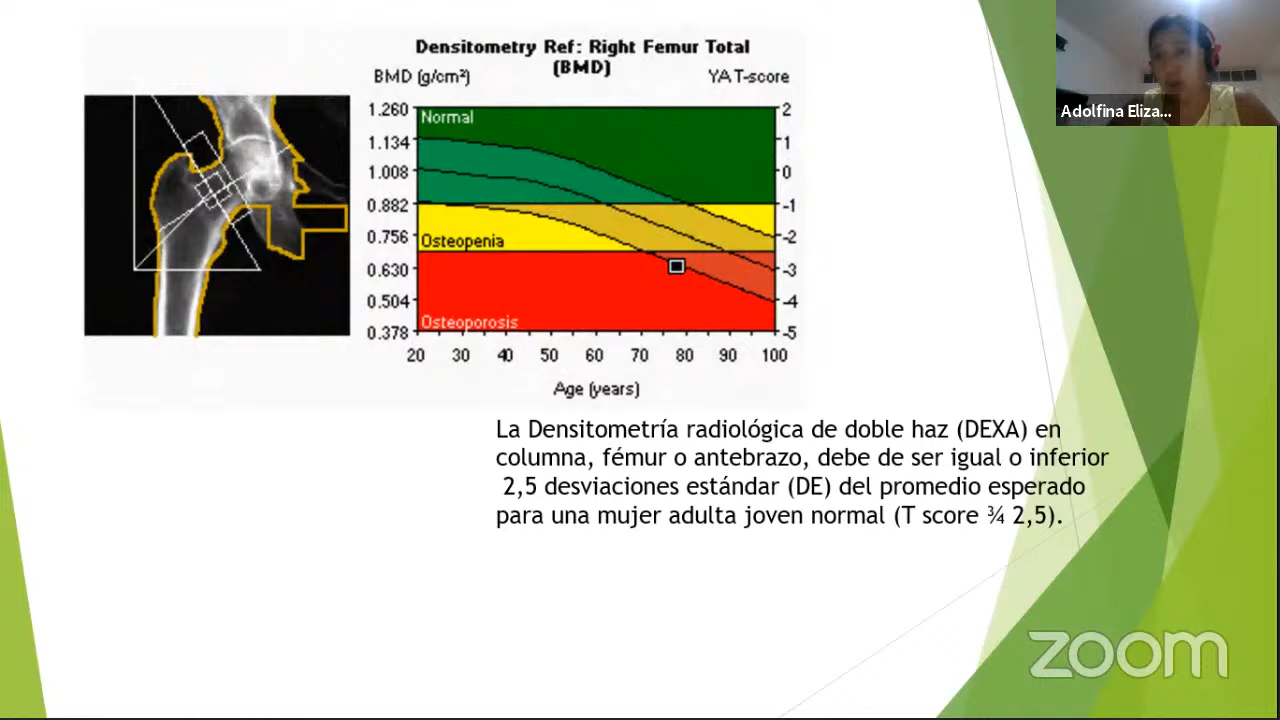 Densitometry Ref: Right Femur Total
(BMD)
BMD (g/cm²)
YA T-score
1.260
1.134
1.008
0.882
0.756
0.630
0.504
0.378
Normal
Osteopenia
Osteoporosis
2
1
0
-1
-2
-3
-4
-5
20 30 40 50 60 70 80 90 100
Age (years)
Adolfina Eliza...
La Densitometría radiológica de doble haz (DEXA) en
columna, fémur o antebrazo, debe de ser igual o inferior
2,5 desviaciones estándar (DE) del promedio esperado
para una mujer adulta joven normal (T score ¾ 2,5).
zoom